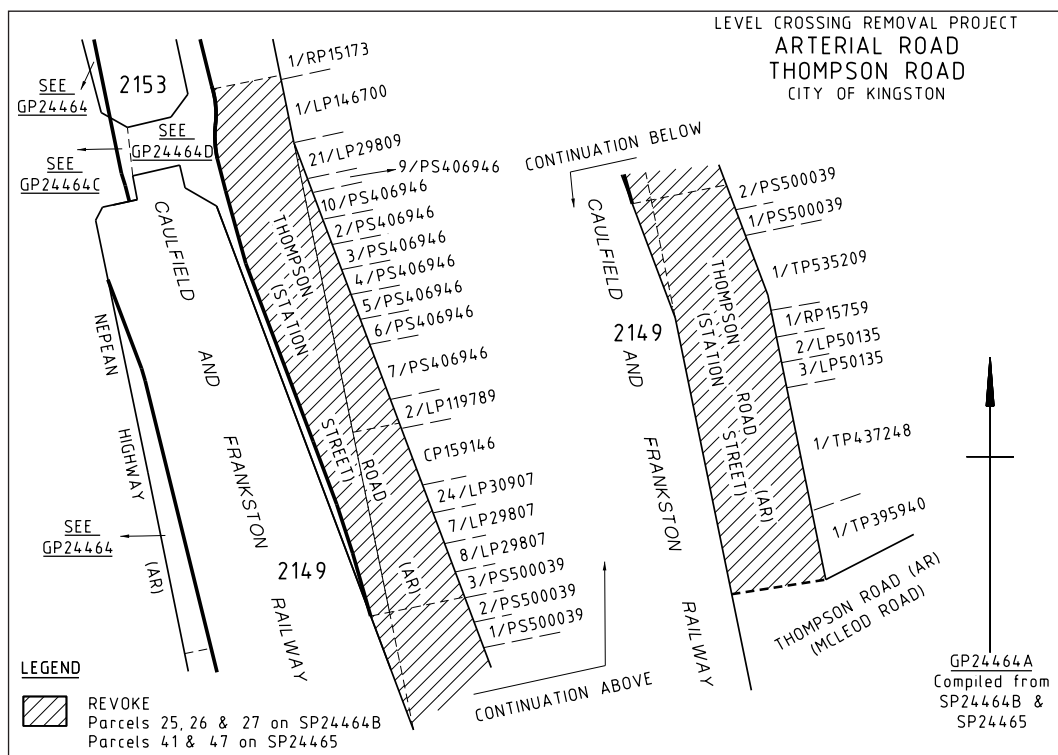 LEVEL CROSSING REMOVAL PROJECT
ARTERIAL ROAD
THOMPSON ROAD
CITY OF KINGSTON
SEE
GP24464
2153
SEE
GP24464D
SEE
GP24464C
1/RP15173
1/LP146700
21/LP29809
9/PS406946
10/PS406946
2/PS406946
3/PS406946
4/PS406946
5/PS406946
6/PS406946
7/PS406946
2/LP119789
CP159146
24/LP30907
7/LP29807
8/LP29807
3/PS500039
2/PS500039
1/PS500039
CAULFIELD
AND
FRANKSTON
RAILWAY
2149
NEPEAN
HIGHWAY
(AR)
SEE
GP24464
THOMPSON
(STATION
STREET)
ROAD
(AR)
CONTINUATION ABOVE
CONTINUATION BELOW
CAULFIELD
AND
FRANKSTON
RAILWAY
2149
THOMPSON
(STATION
ROAD
STREET)
(AR)
2/PS500039
1/PS500039
1/TP535209
1/RP15759
2/LP50135
3/LP50135
1/TP437248
1/TP395940
THOMPSON ROAD (AR)
(MCLEOD ROAD)
LEGEND
REVOKE
Parcels 25, 26 & 27 on SP24464B
Parcels 41 & 47 on SP24465
GP24464A
Compiled from
SP24464B &
SP24465